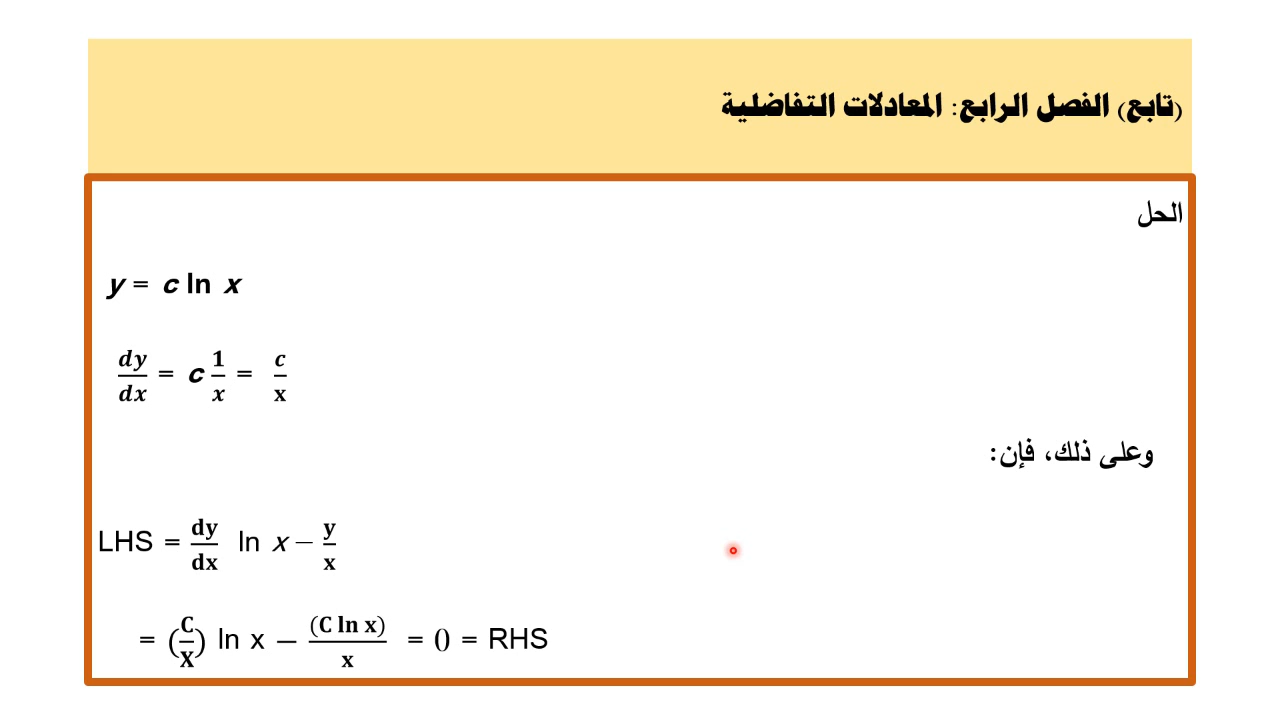 (تابع) الفصل الرابع: المعادلات التفاضلية
الحل
y = c ln x
dy/dx = c 1/x = c/x
وعلى ذلك، فإن:
LHS = dy/dx ln x − y/x
= (C/X) ln x − (C ln x)/x = 0 = RHS